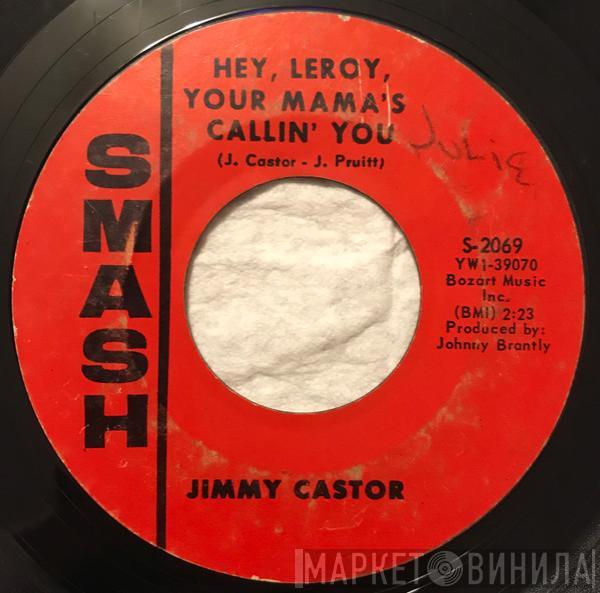 HEY, LEROY,
YOUR MAMA'S
CALLIN' YOU
(J. Castor - J. Pruitt)
Julie
SMASH
S-2069
YW1-39070
Bozart Music
Inc.
(BMI) 2:23
Produced by:
Johnny Brantly
JiMMY CASTOR
МАРКЕТ ВИНИЛА